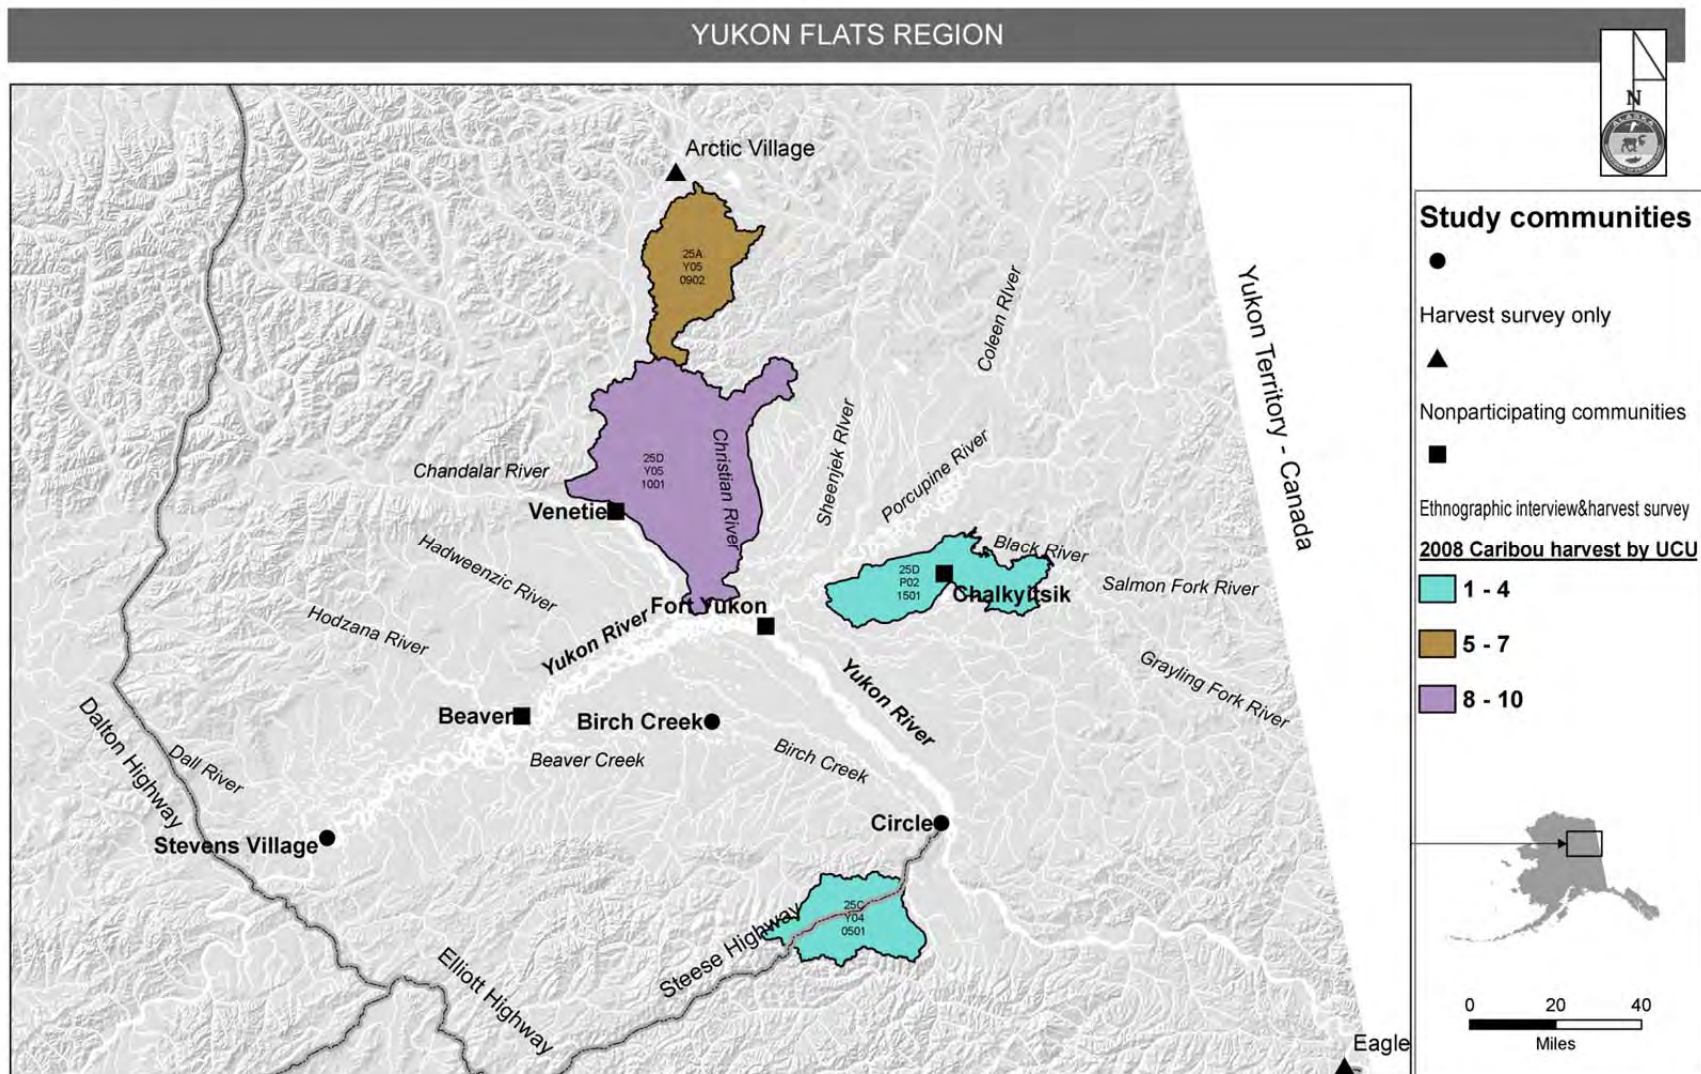 YUKON FLATS REGION
N
ALASKA
Arctic Village
25A
Y05
0902
Coleen River
Yukon Territory - Canada
Christian River
Sheenjek River
Porcupine River
Chandalar River
25D
Y05
1001
Venetie
Hadweenzic River
Black River
25D
P02
1501
Chalkyitsik
Salmon Fork River
Fort Yukon
Hodzana River
Yukon River
Grayling Fork River
Yukon River
Beaver
Birch Creek
Beaver Creek
Birch Creek
Dalton Highway
Dall River
Stevens Village
Circle
25C
Y04
0501
Steese Highway
Elliott Highway
Eagle
Study communities
Harvest survey only
Nonparticipating communities
Ethnographic interview&harvest survey
2008 Caribou harvest by UCU
1 - 4
5 - 7
8 - 10
0 20 40
Miles